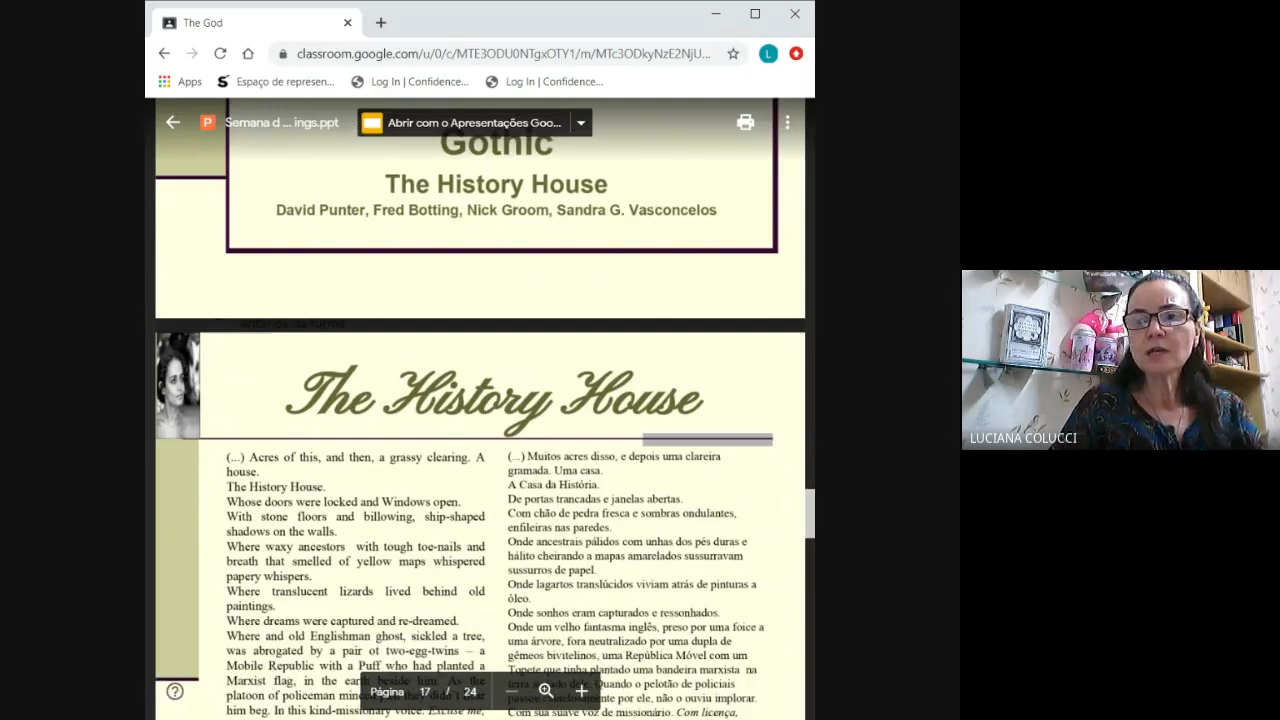 The God
classroom.google.com/u/0/c/MTE3ODU0NTgxOTY1/m/MTc3ODkyNzE2NjU...
L
Apps
Espaço de represen...
Log In | Confidence...
Log In | Confidence...
P
Semana d ... ings.ppt
Abrir com o Apresentações Goo...
Gothic
The History House
David Punter, Fred Botting, Nick Groom, Sandra G. Vasconcelos
The History House
(...) Acres of this, and then, a grassy clearing. A
house.
The History House.
Whose doors were locked and Windows open.
With stone floors and billowing, ship-shaped
shadows on the walls.
Where waxy ancestors with tough toe-nails and
breath that smelled of yellow maps whispered
papery whispers.
Where translucent lizards lived behind old
paintings.
Where dreams were captured and re-dreamed.
Where and old Englishman ghost, sickled a tree,
was abrogated by a pair ot two-egg-twins – a
Mobile Republic with a Puff who had planted a
Marxist flag, in the earth beside him. As the
platoon of policeman
him beg. In this kind-missionary voice. Excuse me,
(...) Muitos acres disso, e depois uma clareira
gramada. Uma casa.
A Casa da História.
De portas trancadas e janelas abertas.
Com chão de pedra fresca e sombras ondulantes,
enfileiras nas paredes.
Onde ancestrais pálidos com unhas dos pés duras e
hálito cheirando a mapas amarelados sussurravam
sussurros de papel.
Onde lagartos translúcidos viviam atrás de pinturas a
óleo.
Onde sonhos eram capturados e ressonhados.
Onde um velho fantasma inglês, preso por uma foice a
uma árvore, fora neutralizado por uma dupla de
gêmeos bivitelinos, uma República Móvel com um
Topete que tinha plantado uma bandeira marxista na
terra Quando o pelotão de policiais
por ele, não o ouviu implorar.
Com sua suave voz de missionário. Com licença,
Página 17 / 24
LUCIANA COLUCCI